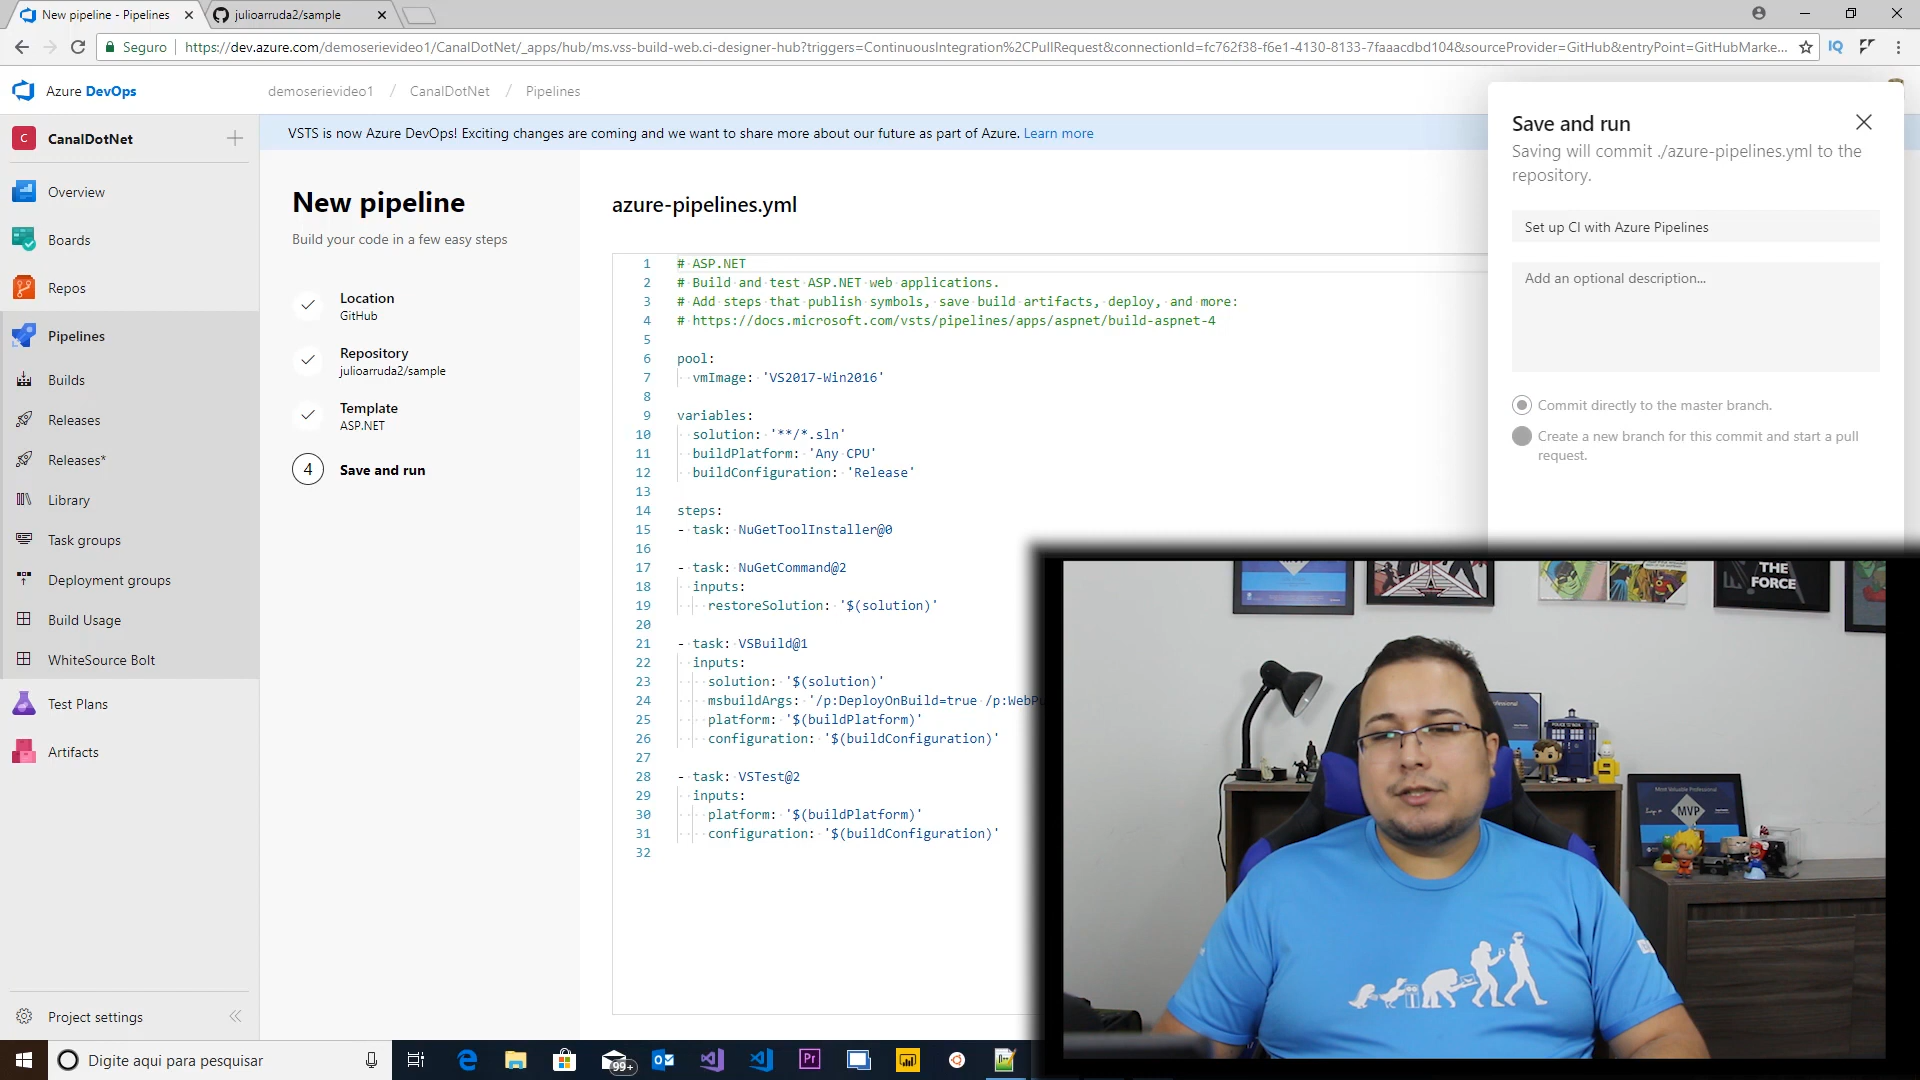 New pipeline - Pipelines
julioarruda2/sample
Seguro
https://dev.azure.com/demoserievideo1/CanalDotNet/_apps/hub/ms.vss-build-web.ci-designer-hub?triggers=ContinuousIntegration%2CPullRequest&connectionId=fc762f38-f6e1-4130-8133-7faaacdbd104&sourceProvider=GitHub&entryPoint=GitHubMarke...
Azure DevOps
demoserievideo1 / CanalDotNet / Pipelines
C CanalDotNet
Overview
Boards
Repos
Pipelines
Builds
Releases
Releases*
Library
Task groups
Deployment groups
Build Usage
WhiteSource Bolt
Test Plans
Artifacts
Project settings
VSTS is now Azure DevOps! Exciting changes are coming and we want to share more about our future as part of Azure. Learn more
New pipeline
Build your code in a few easy steps
Location
GitHub
Repository
julioarruda2/sample
Template
ASP.NET
4 Save and run
azure-pipelines.yml
1 # ASP.NET
2 # Build and test ASP.NET web applications.
3 # Add steps that publish symbols, save build artifacts, deploy, and more:
4 # https://docs.microsoft.com/vsts/pipelines/apps/aspnet/build-aspnet-4
5
6 pool:
7 vmImage: 'VS2017-Win2016'
8
9 variables:
10 solution: '**/*.sln'
11 buildPlatform: 'Any CPU'
12 buildConfiguration: 'Release'
13
14 steps:
15 - task: NuGetToolInstaller@0
16
17 - task: NuGetCommand@2
18 inputs:
19 restoreSolution: '$(solution)'
20
21 - task: VSBuild@1
22 inputs:
23 solution: '$(solution)'
24 msbuildArgs: '/p:DeployOnBuild=true /p:WebPu
25 platform: '$(buildPlatform)'
26 configuration: '$(buildConfiguration)'
27
28 - task: VSTest@2
29 inputs:
30 platform: '$(buildPlatform)'
31 configuration: '$(buildConfiguration)'
32
Save and run
Saving will commit ./azure-pipelines.yml to the
repository.
Set up CI with Azure Pipelines
Add an optional description...
Commit directly to the master branch.
Create a new branch for this commit and start a pull
request.
THE
FORCE
POLICE BOX
Most Valuable Professional
MVP
Digite aqui para pesquisar
99+
Pr